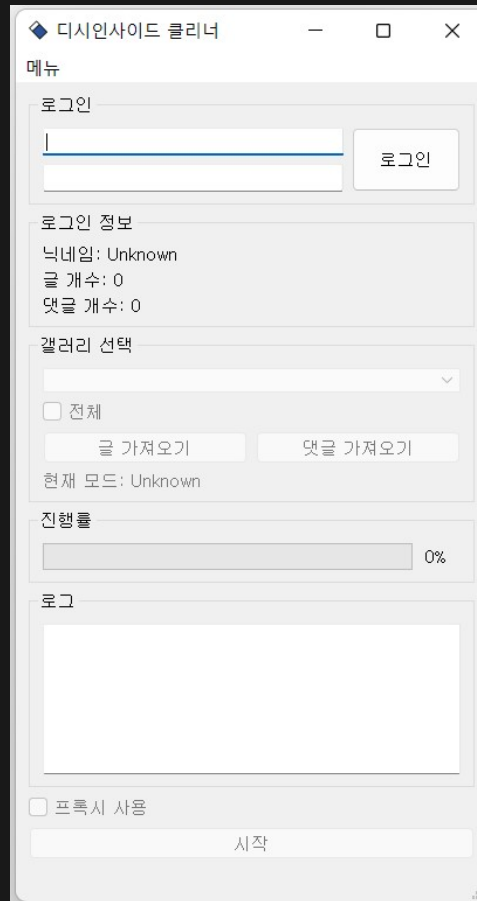 디시인사이드 클리너
메뉴
로그인
로그인
로그인 정보
닉네임: Unknown
글 개수: 0
댓글 개수: 0
갤러리 선택
전체
글 가져오기 댓글 가져오기
현재 모드: Unknown
진행률
0%
로그
프록시 사용
시작